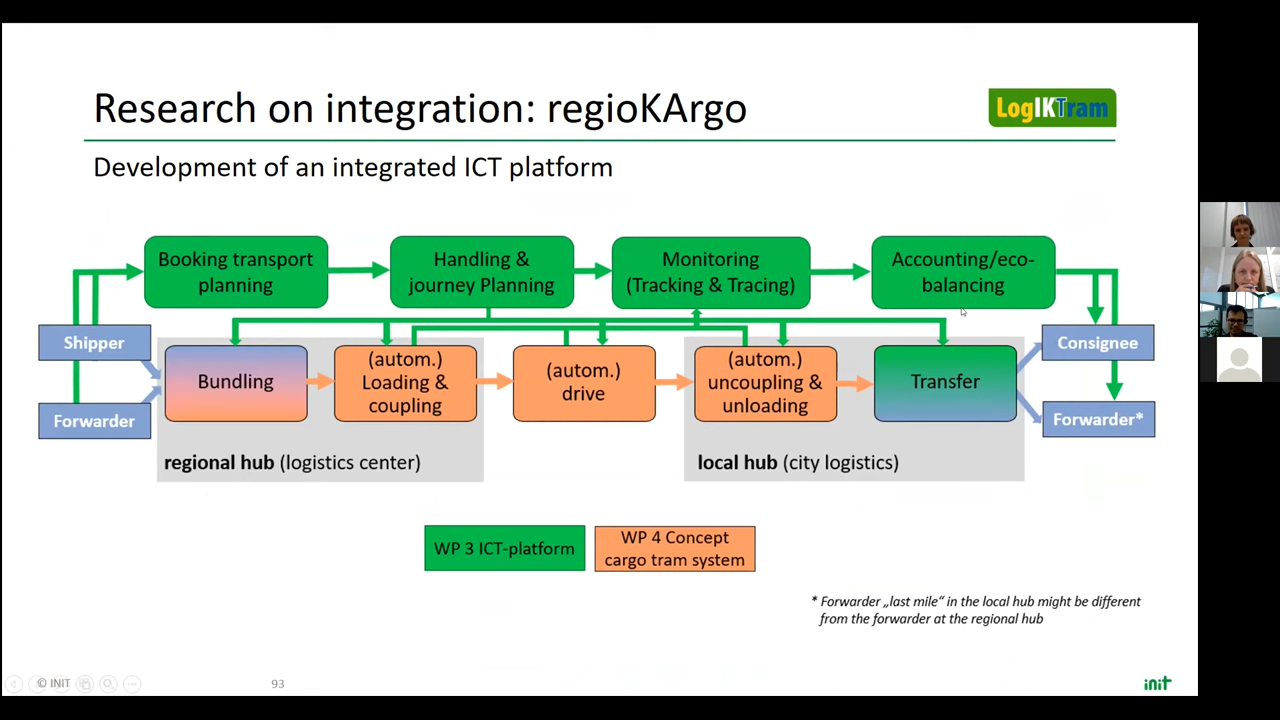 Research on integration: regioKArgo
LogIKTram
Development of an integrated ICT platform
Booking transport
planning
Handling &
journey Planning
Monitoring
(Tracking & Tracing)
Accounting/eco-
balancing
Shipper
Forwarder
Bundling
(autom.)
Loading &
coupling
(autom.)
drive
(autom.)
uncoupling &
unloading
Transfer
Consignee
Forwarder*
regional hub (logistics center)
local hub (city logistics)
WP 3 ICT-platform
WP 4 Concept
cargo tram system
* Forwarder „last mile“ in the local hub might be different
from the forwarder at the regional hub
© INIT
93
init